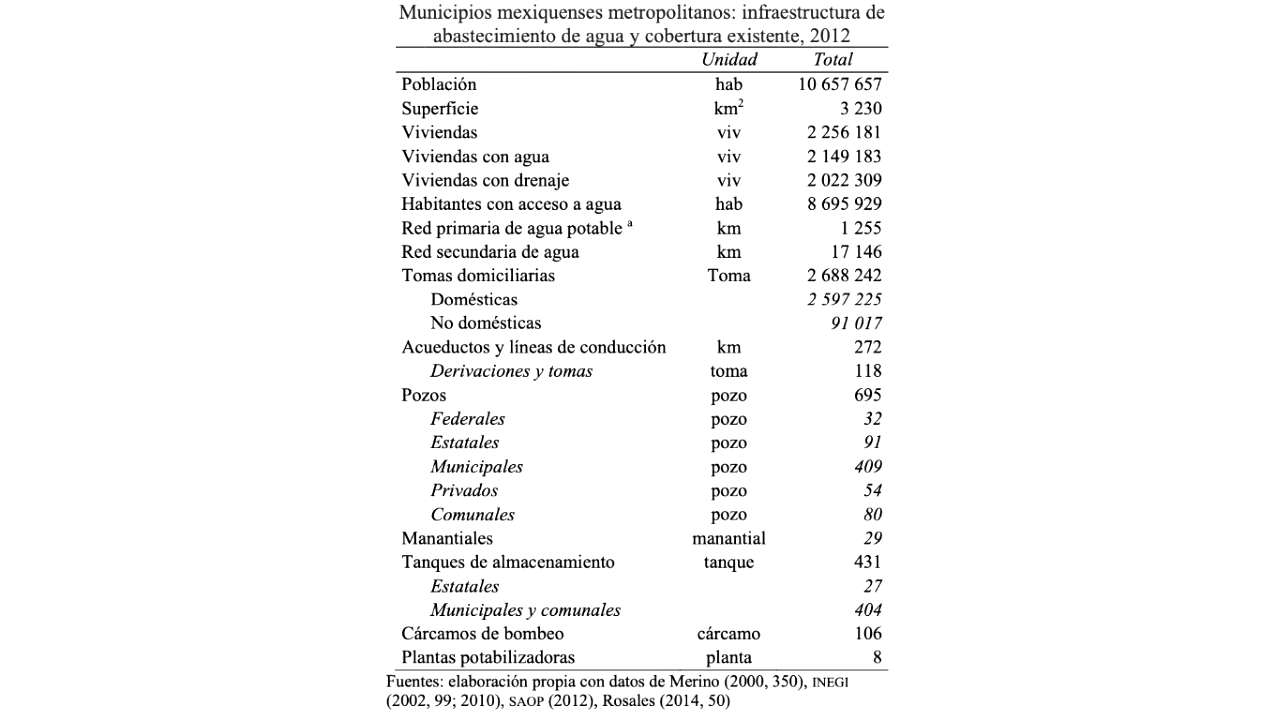 Municipios mexiquenses metropolitanos: infraestructura de
abastecimiento de agua y cobertura existente, 2012
Unidad Total
Población hab 10 657 657
Superficie km² 3 230
Viviendas viv 2 256 181
Viviendas con agua viv 2 149 183
Viviendas con drenaje viv 2 022 309
Habitantes con acceso a agua hab 8 695 929
Red primaria de agua potable ª km 1 255
Red secundaria de agua km 17 146
Tomas domiciliarias Toma 2 688 242
Domésticas 2 597 225
No domésticas 91 017
Acueductos y líneas de conducción km 272
Derivaciones y tomas toma 118
Pozos pozo 695
Federales pozo 32
Estatales pozo 91
Municipales pozo 409
Privados pozo 54
Comunales pozo 80
Manantiales manantial 29
Tanques de almacenamiento tanque 431
Estatales 27
Municipales y comunales 404
Cárcamos de bombeo cárcamo 106
Plantas potabilizadoras planta 8
Fuentes: elaboración propia con datos de Merino (2000, 350), INEGI
(2002, 99; 2010), SAOP (2012), Rosales (2014, 50)